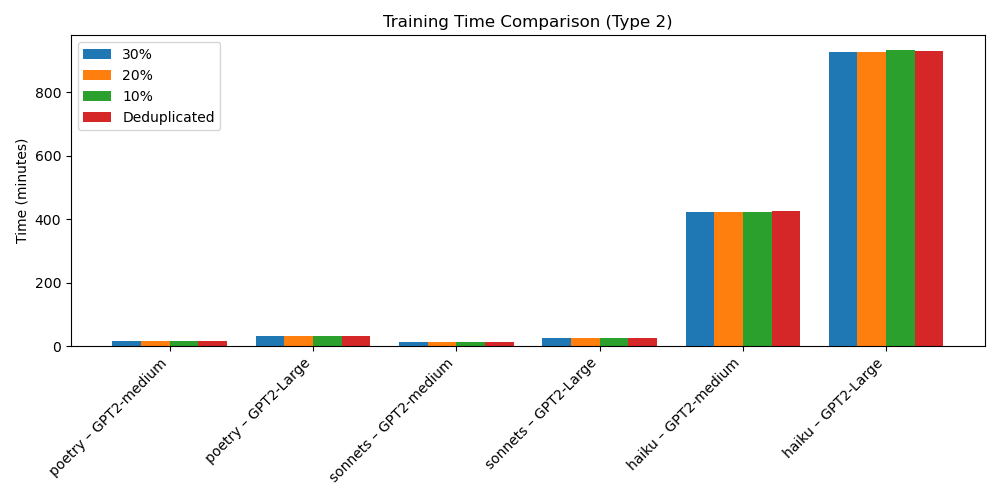 Training Time Comparison (Type 2)
30%
20%
10%
Deduplicated
Time (minutes)
800
600
400
200
0
poetry – GPT2-medium
poetry – GPT2-Large
sonnets – GPT2-medium
sonnets – GPT2-Large
haiku – GPT2-medium
haiku – GPT2-Large